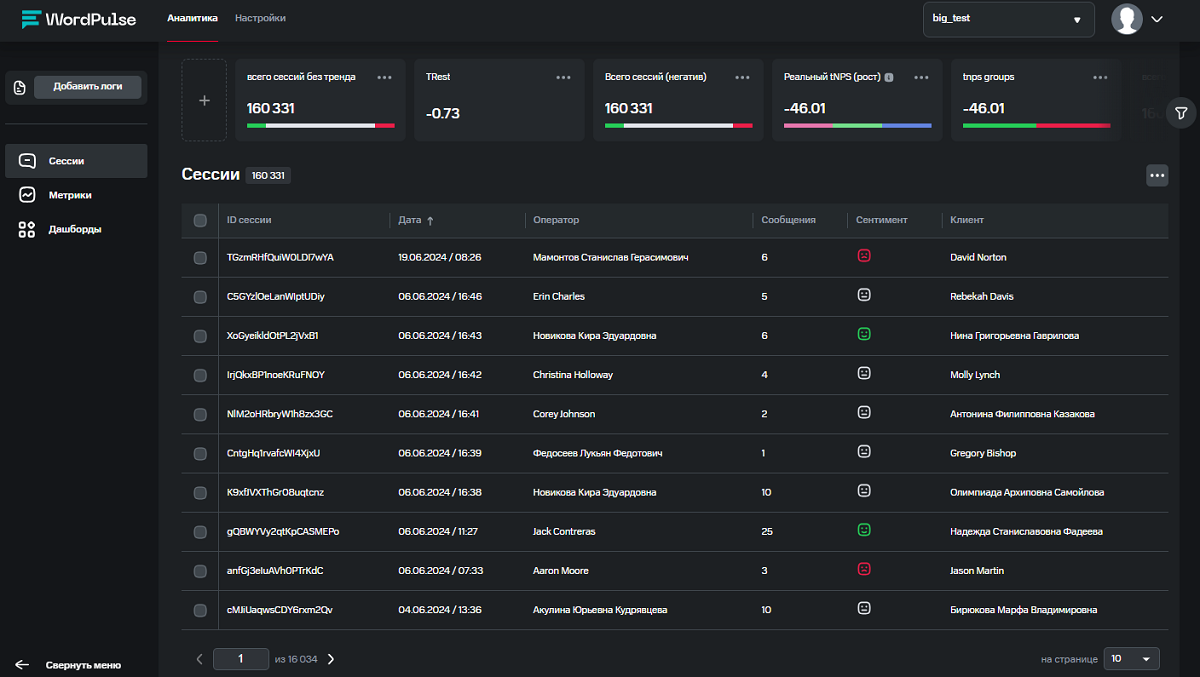 WordPulse Аналитика Настройки big_test
Добавить логи
Сессии
Метрики
Дашборды
Свернуть меню
всего сессий без тренда
160 331
TRest
-0.73
Всего сессий (негатив)
160 331
Реальный tNPS (рост)
-46.01
tnps groups
-46.01
Сессии 160 331
ID сессии Дата ↑ Оператор Сообщения Сентимент Клиент
TGzmRHfQuiW0LDl7wYA 19.06.2024 / 08:26 Мамонтов Станислав Герасимович 6 David Norton
C5GYzlOeLanWlptUDiy 06.06.2024 / 16:46 Erin Charles 5 Rebekah Davis
XoGyeikldOtPL2jVxB1 06.06.2024 / 16:43 Новикова Кира Эдуардовна 6 Нина Григорьевна Гаврилова
IrjQkxBP1noeKRuFNOY 06.06.2024 / 16:42 Christina Holloway 4 Molly Lynch
NlM2oHRbryW1h8zx3GC 06.06.2024 / 16:41 Corey Johnson 2 Антонина Филипповна Казакова
CntgHq1rvafcWl4XjxU 06.06.2024 / 16:39 Федосеев Лукьян Федотович 1 Gregory Bishop
K9xfIVXThGr08uqtcnz 06.06.2024 / 16:38 Новикова Кира Эдуардовна 10 Олимпиада Архиповна Самойлова
gQ8WYVy2qtKpCASMEPo 06.06.2024 / 11:27 Jack Contreras 25 Надежда Станиславовна Фадеева
anfGj3eluAVh0PTrKdC 06.06.2024 / 07:33 Aaron Moore 3 Jason Martin
cMJiUaqwsCDY6rxm2Qv 04.06.2024 / 13:36 Акулина Юрьевна Кудрявцева 10 Бирюкова Марфа Владимировна
1 из 16 034 на странице 10